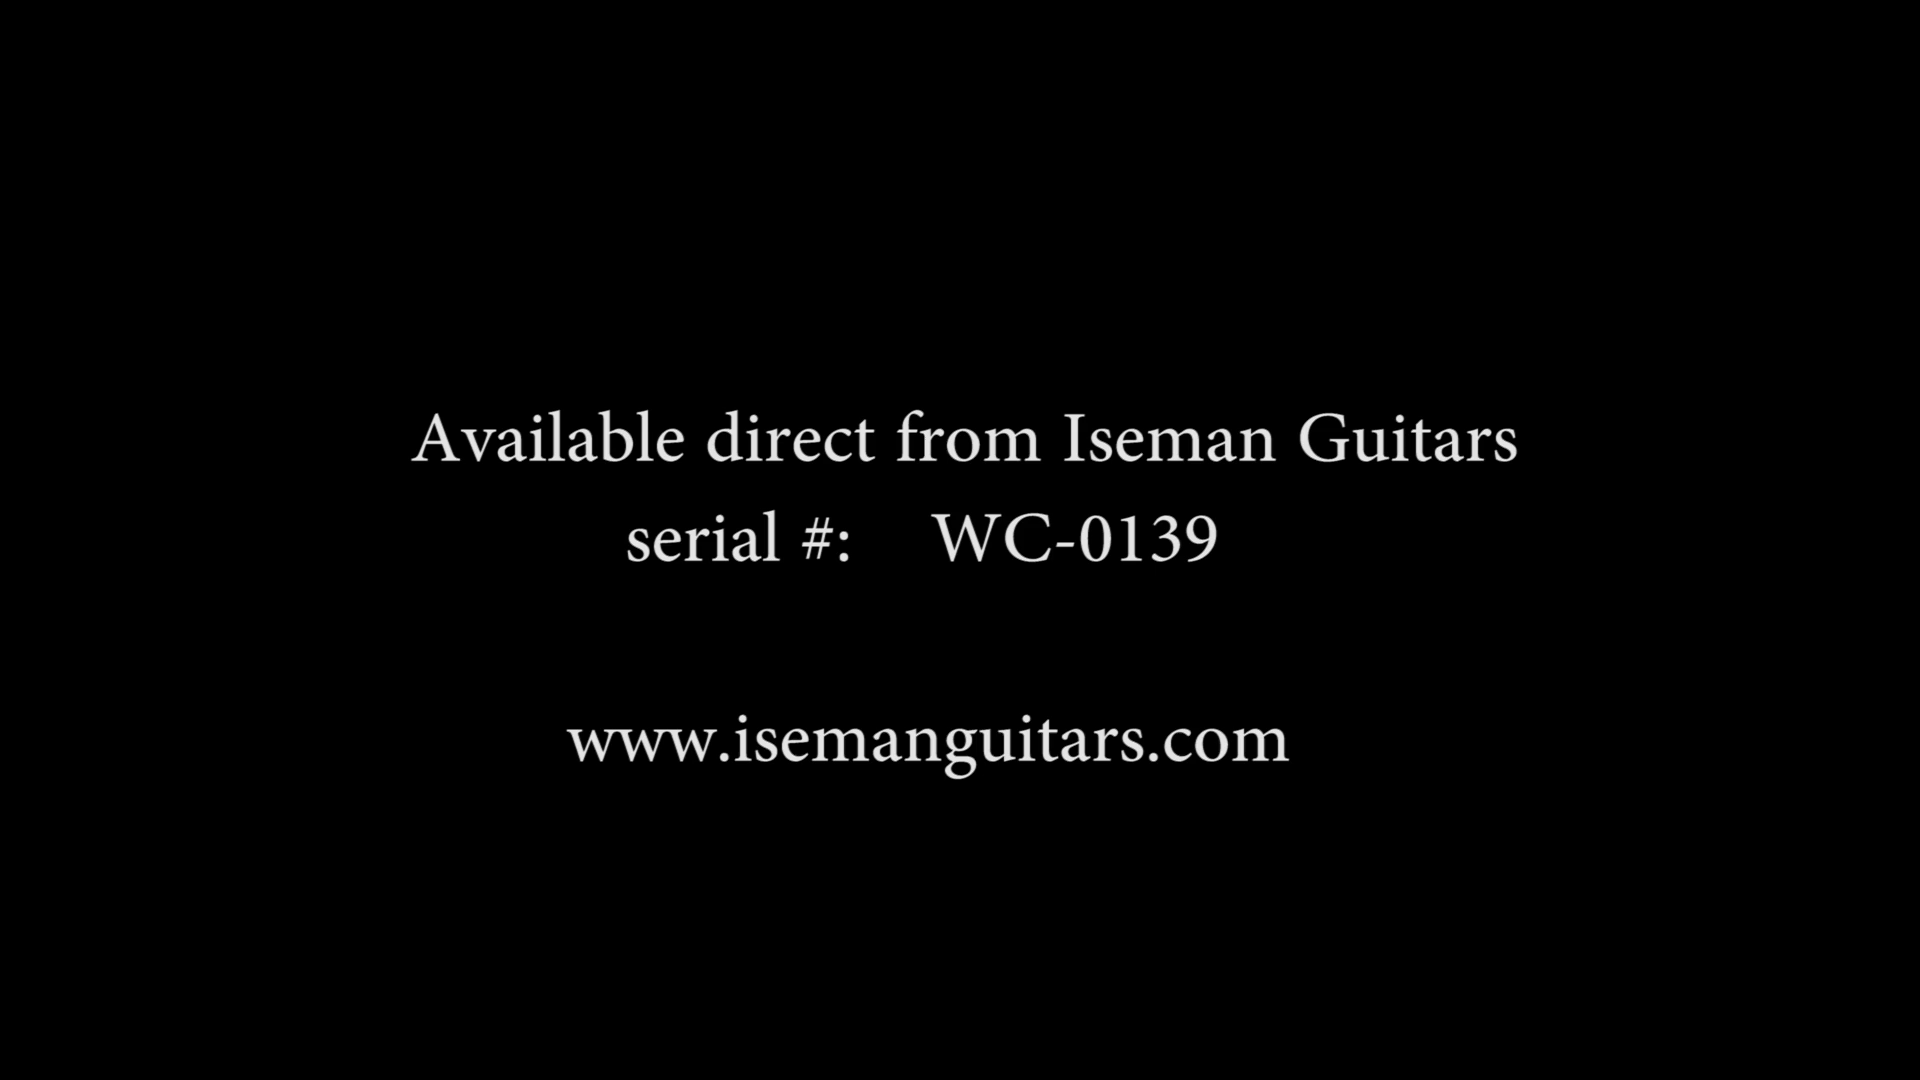 Available direct from Iseman Guitars
serial #: WC-0139
www.isemanguitars.com